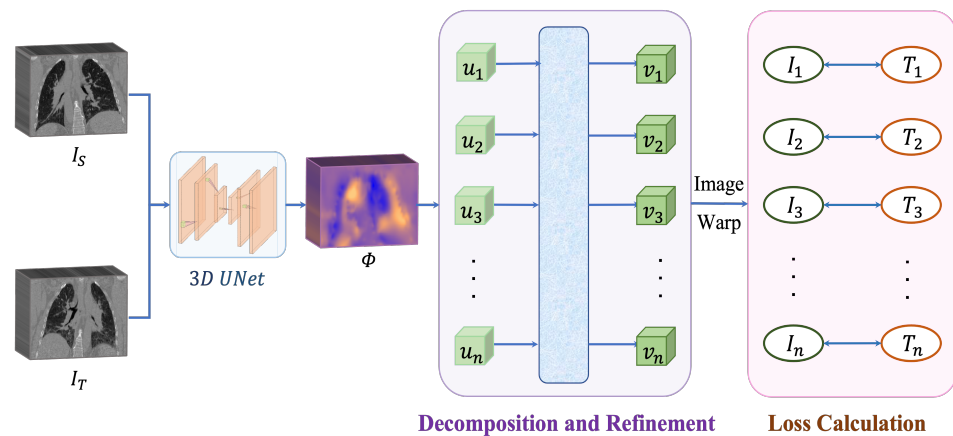 I_S
I_T
3D UNet
Φ
u_1
u_2
u_3
⋮
u_n
v_1
v_2
v_3
⋮
v_n
Image
Warp
I_1
T_1
I_2
T_2
I_3
T_3
⋮
⋮
I_n
T_n
Decomposition and Refinement
Loss Calculation